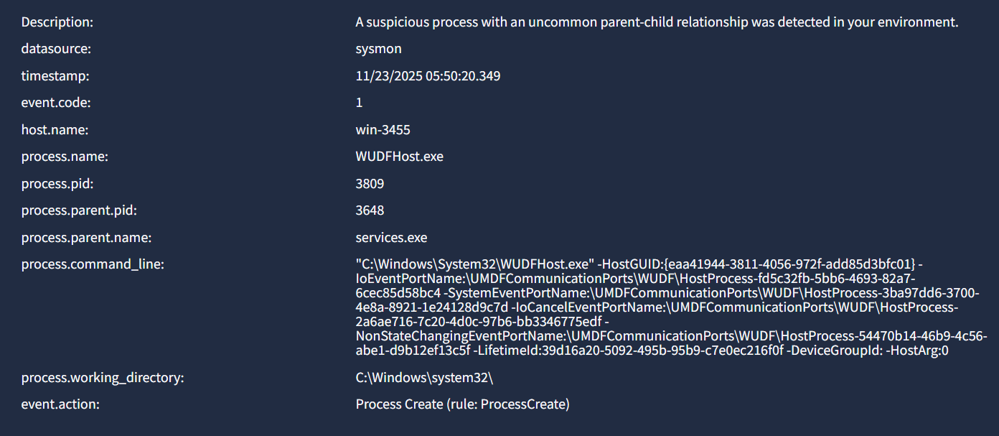 Description: A suspicious process with an uncommon parent-child relationship was detected in your environment.
datasource: sysmon
timestamp: 11/23/2025 05:50:20.349
event.code: 1
host.name: win-3455
process.name: WUDFHost.exe
process.pid: 3809
process.parent.pid: 3648
process.parent.name: services.exe
process.command_line: "C:\Windows\System32\WUDFHost.exe" -HostGUID:{eaa41944-3811-4056-972f-add85d3bfc01} -
IoEventPortName:\UMDFCommunicationPorts\WUDF\HostProcess-fd5c32fb-5bb6-4693-82a7-
6cec85d58bc4 -SystemEventPortName:\UMDFCommunicationPorts\WUDF\HostProcess-3ba97dd6-3700-
4e8a-8921-1e24128d9c7d -IoCancelEventPortName:\UMDFCommunicationPorts\WUDF\HostProcess-
2a6ae716-7c20-4d0c-97b6-bb3346775edf -
NonStateChangingEventPortName:\UMDFCommunicationPorts\WUDF\HostProcess-54470b14-46b9-4c56-
abe1-d9b12ef13c5f -LifetimeId:39d16a20-5092-495b-95b9-c7e0ec216f0f -DeviceGroupId: -HostArg:0
process.working_directory: C:\Windows\system32\
event.action: Process Create (rule: ProcessCreate)